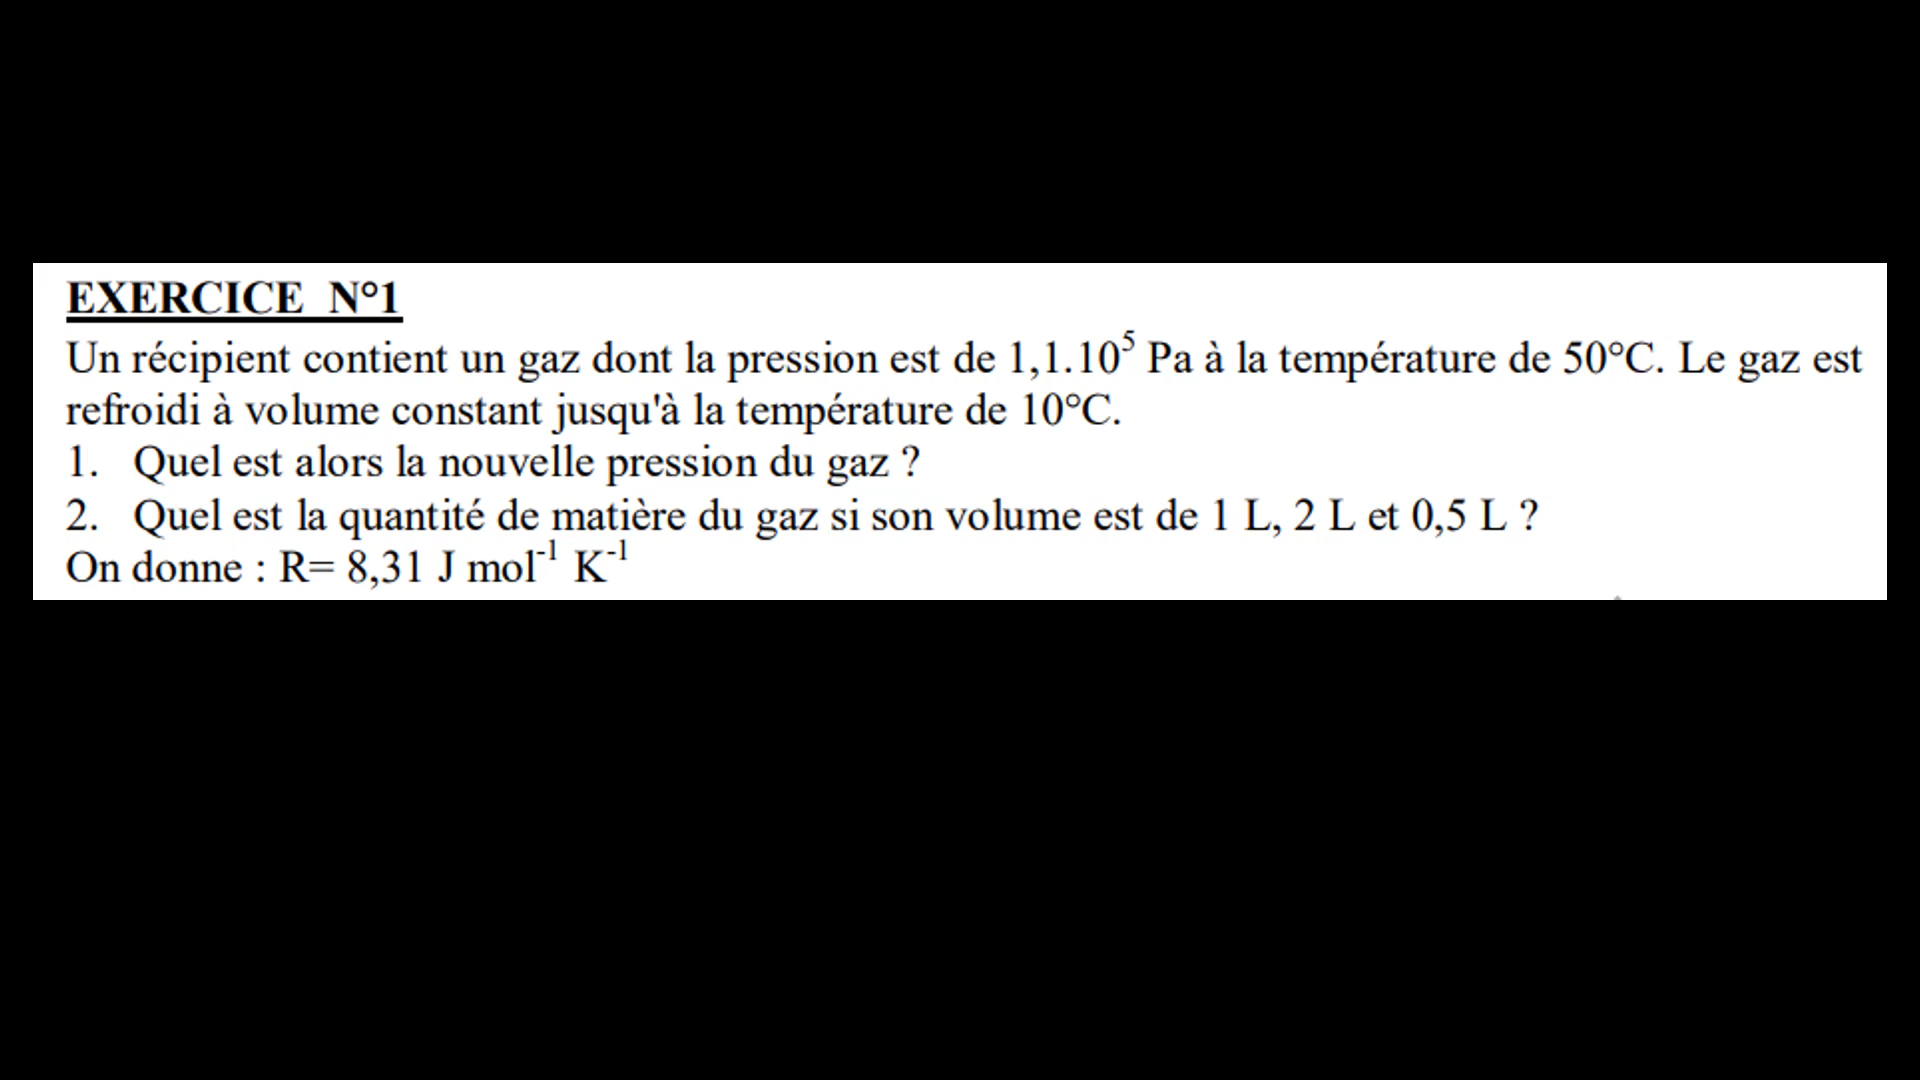 EXERCICE N°1
Un récipient contient un gaz dont la pression est de 1,1.10⁵ Pa à la température de 50°C. Le gaz est
refroidi à volume constant jusqu'à la température de 10°C.
1. Quel est alors la nouvelle pression du gaz ?
2. Quel est la quantité de matière du gaz si son volume est de 1 L, 2 L et 0,5 L ?
On donne : R= 8,31 J mol⁻¹ K⁻¹